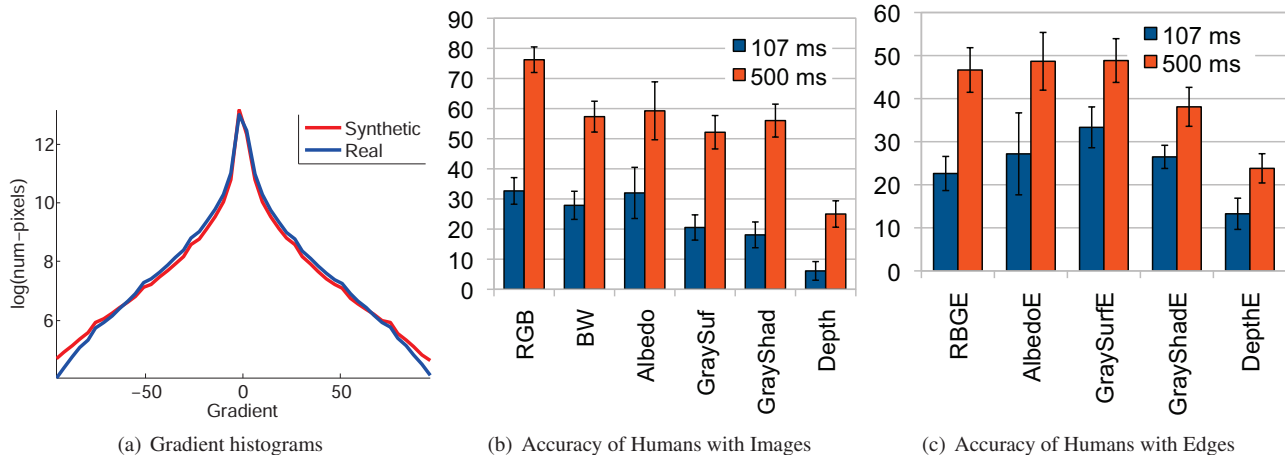 12
10
8
6
log(num-pixels)
−50
0
50
Gradient
Synthetic
Real
(a) Gradient histograms
90
80
70
60
50
40
30
20
10
0
107 ms
500 ms
RGB
BW
Albedo
GraySuf
GrayShad
Depth
(b) Accuracy of Humans with Images
60
50
40
30
20
10
0
107 ms
500 ms
RBGE
AlbedoE
GraySurfE
GrayShadE
DepthE
(c) Accuracy of Humans with Edges